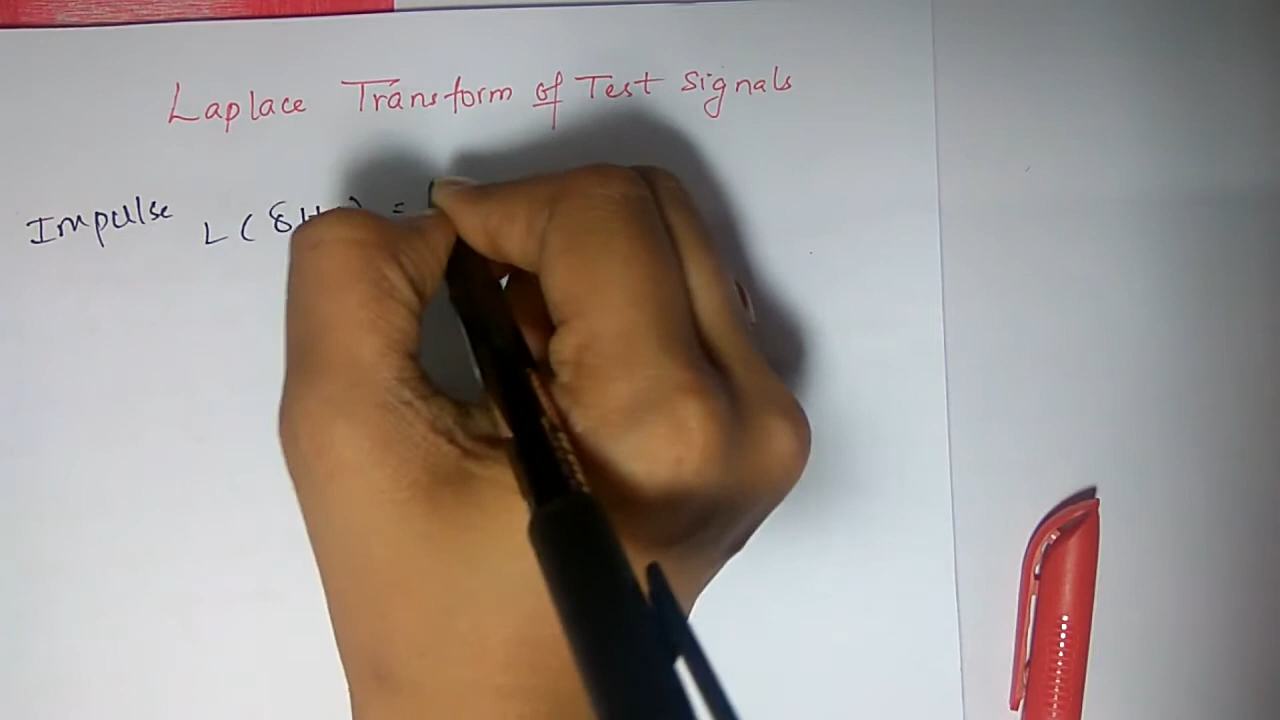 Laplace Transform of Test Signals
Impulse L(δ(t)) =